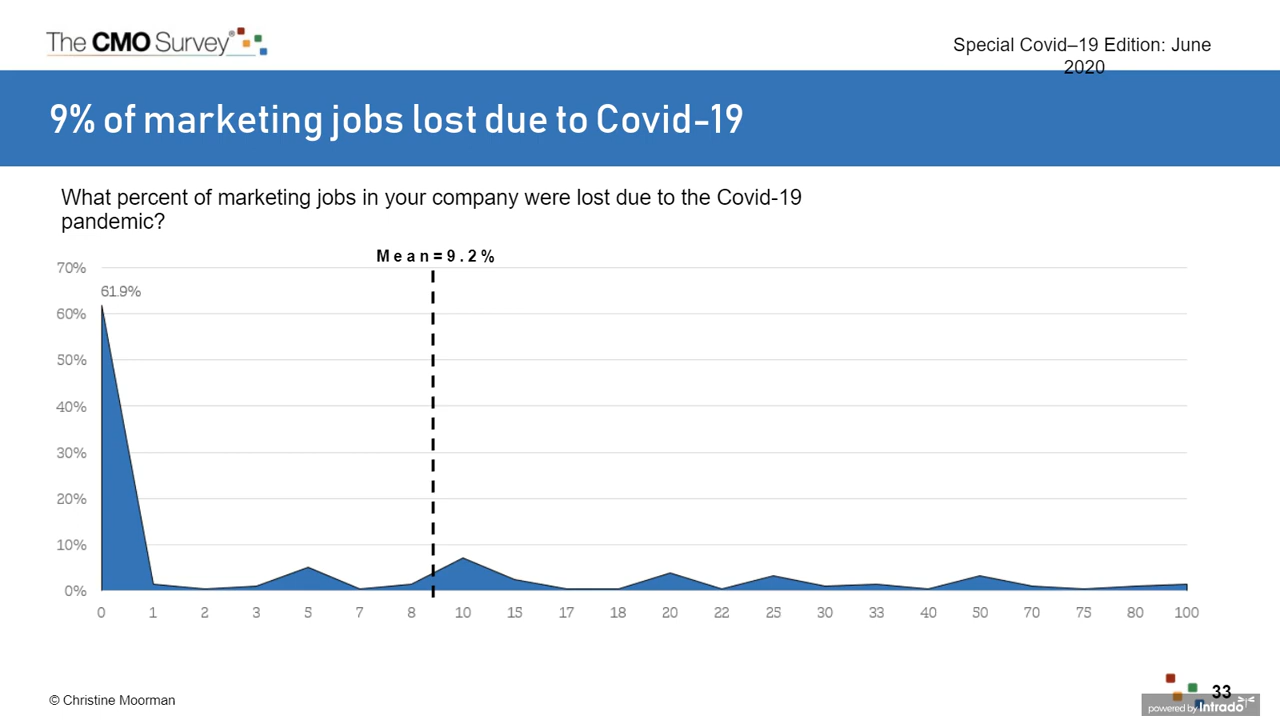 The CMO Survey®
Special Covid–19 Edition: June
2020
9% of marketing jobs lost due to Covid-19
What percent of marketing jobs in your company were lost due to the Covid-19
pandemic?
Mean=9.2%
70%
61.9%
60%
50%
40%
30%
20%
10%
0%
0 1 2 3 5 7 8 10 15 17 18 20 22 25 30 33 40 50 70 75 80 100
© Christine Moorman
33
powered by Intrado